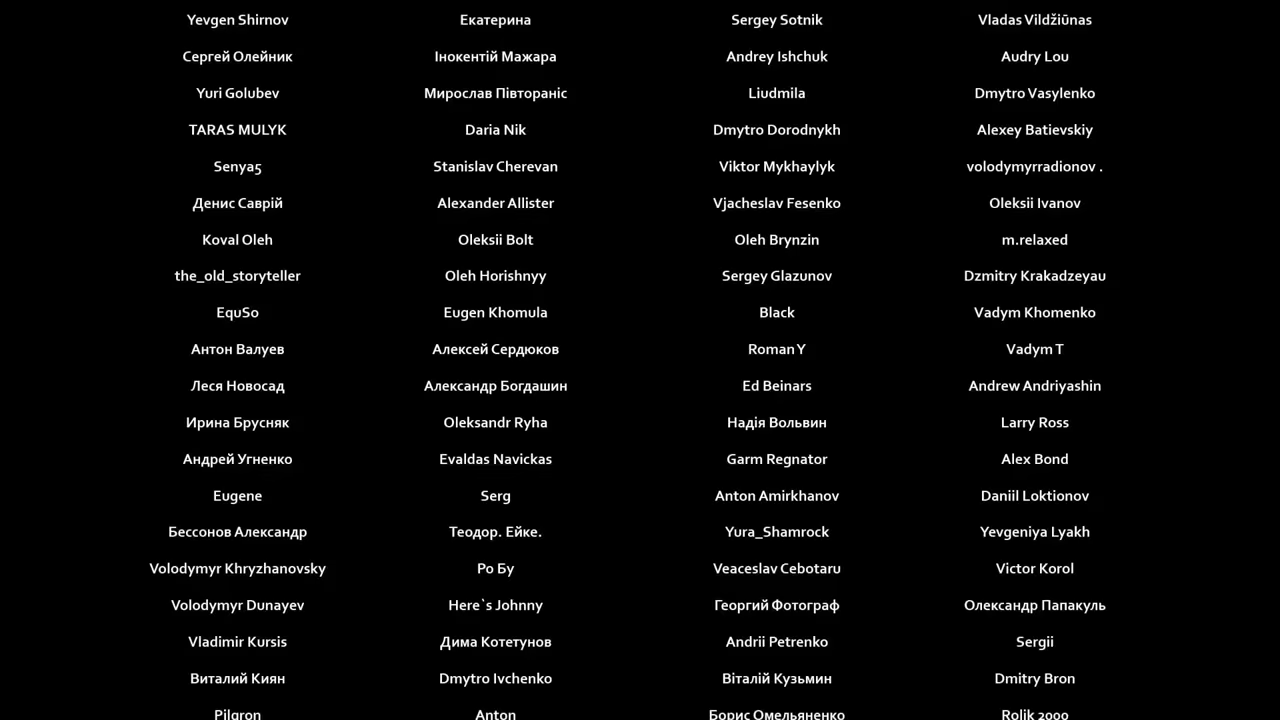 Yevgen Shirnov Екатерина Sergey Sotnik Vladas Vildžiūnas
Сергей Олейник Інокентій Мажара Andrey Ishchuk Audry Lou
Yuri Golubev Мирослав Півтораніс Liudmila Dmytro Vasylenko
TARAS MULYK Daria Nik Dmytro Dorodnykh Alexey Batievskiy
Senya5 Stanislav Cherevan Viktor Mykhaylyk volodymyrradionov .
Денис Саврій Alexander Allister Vjacheslav Fesenko Oleksii Ivanov
Koval Oleh Oleksii Bolt Oleh Brynzin m.relaxed
the_old_storyteller Oleh Horishnyy Sergey Glazunov Dzmitry Krakadzeyau
EquSo Eugen Khomula Black Vadym Khomenko
Антон Валуев Алексей Сердюков Roman Y Vadym T
Леся Новосад Александр Богдашин Ed Beinars Andrew Andriyashin
Ирина Брусняк Oleksandr Ryha Надія Вольвин Larry Ross
Андрей Угненко Evaldas Navickas Garm Regnator Alex Bond
Eugene Serg Anton Amirkhanov Daniil Loktionov
Бессонов Александр Теодор. Ейке. Yura_Shamrock Yevgeniya Lyakh
Volodymyr Khryzhanovsky Ро Бу Veaceslav Cebotaru Victor Korol
Volodymyr Dunayev Here`s Johnny Георгий Фотограф Олександр Папакуль
Vladimir Kursis Дима Котетунов Andrii Petrenko Sergii
Виталий Киян Dmytro Ivchenko Віталій Кузьмин Dmitry Bron
Pilgron Anton Борис Омельяненко Rolik 2000